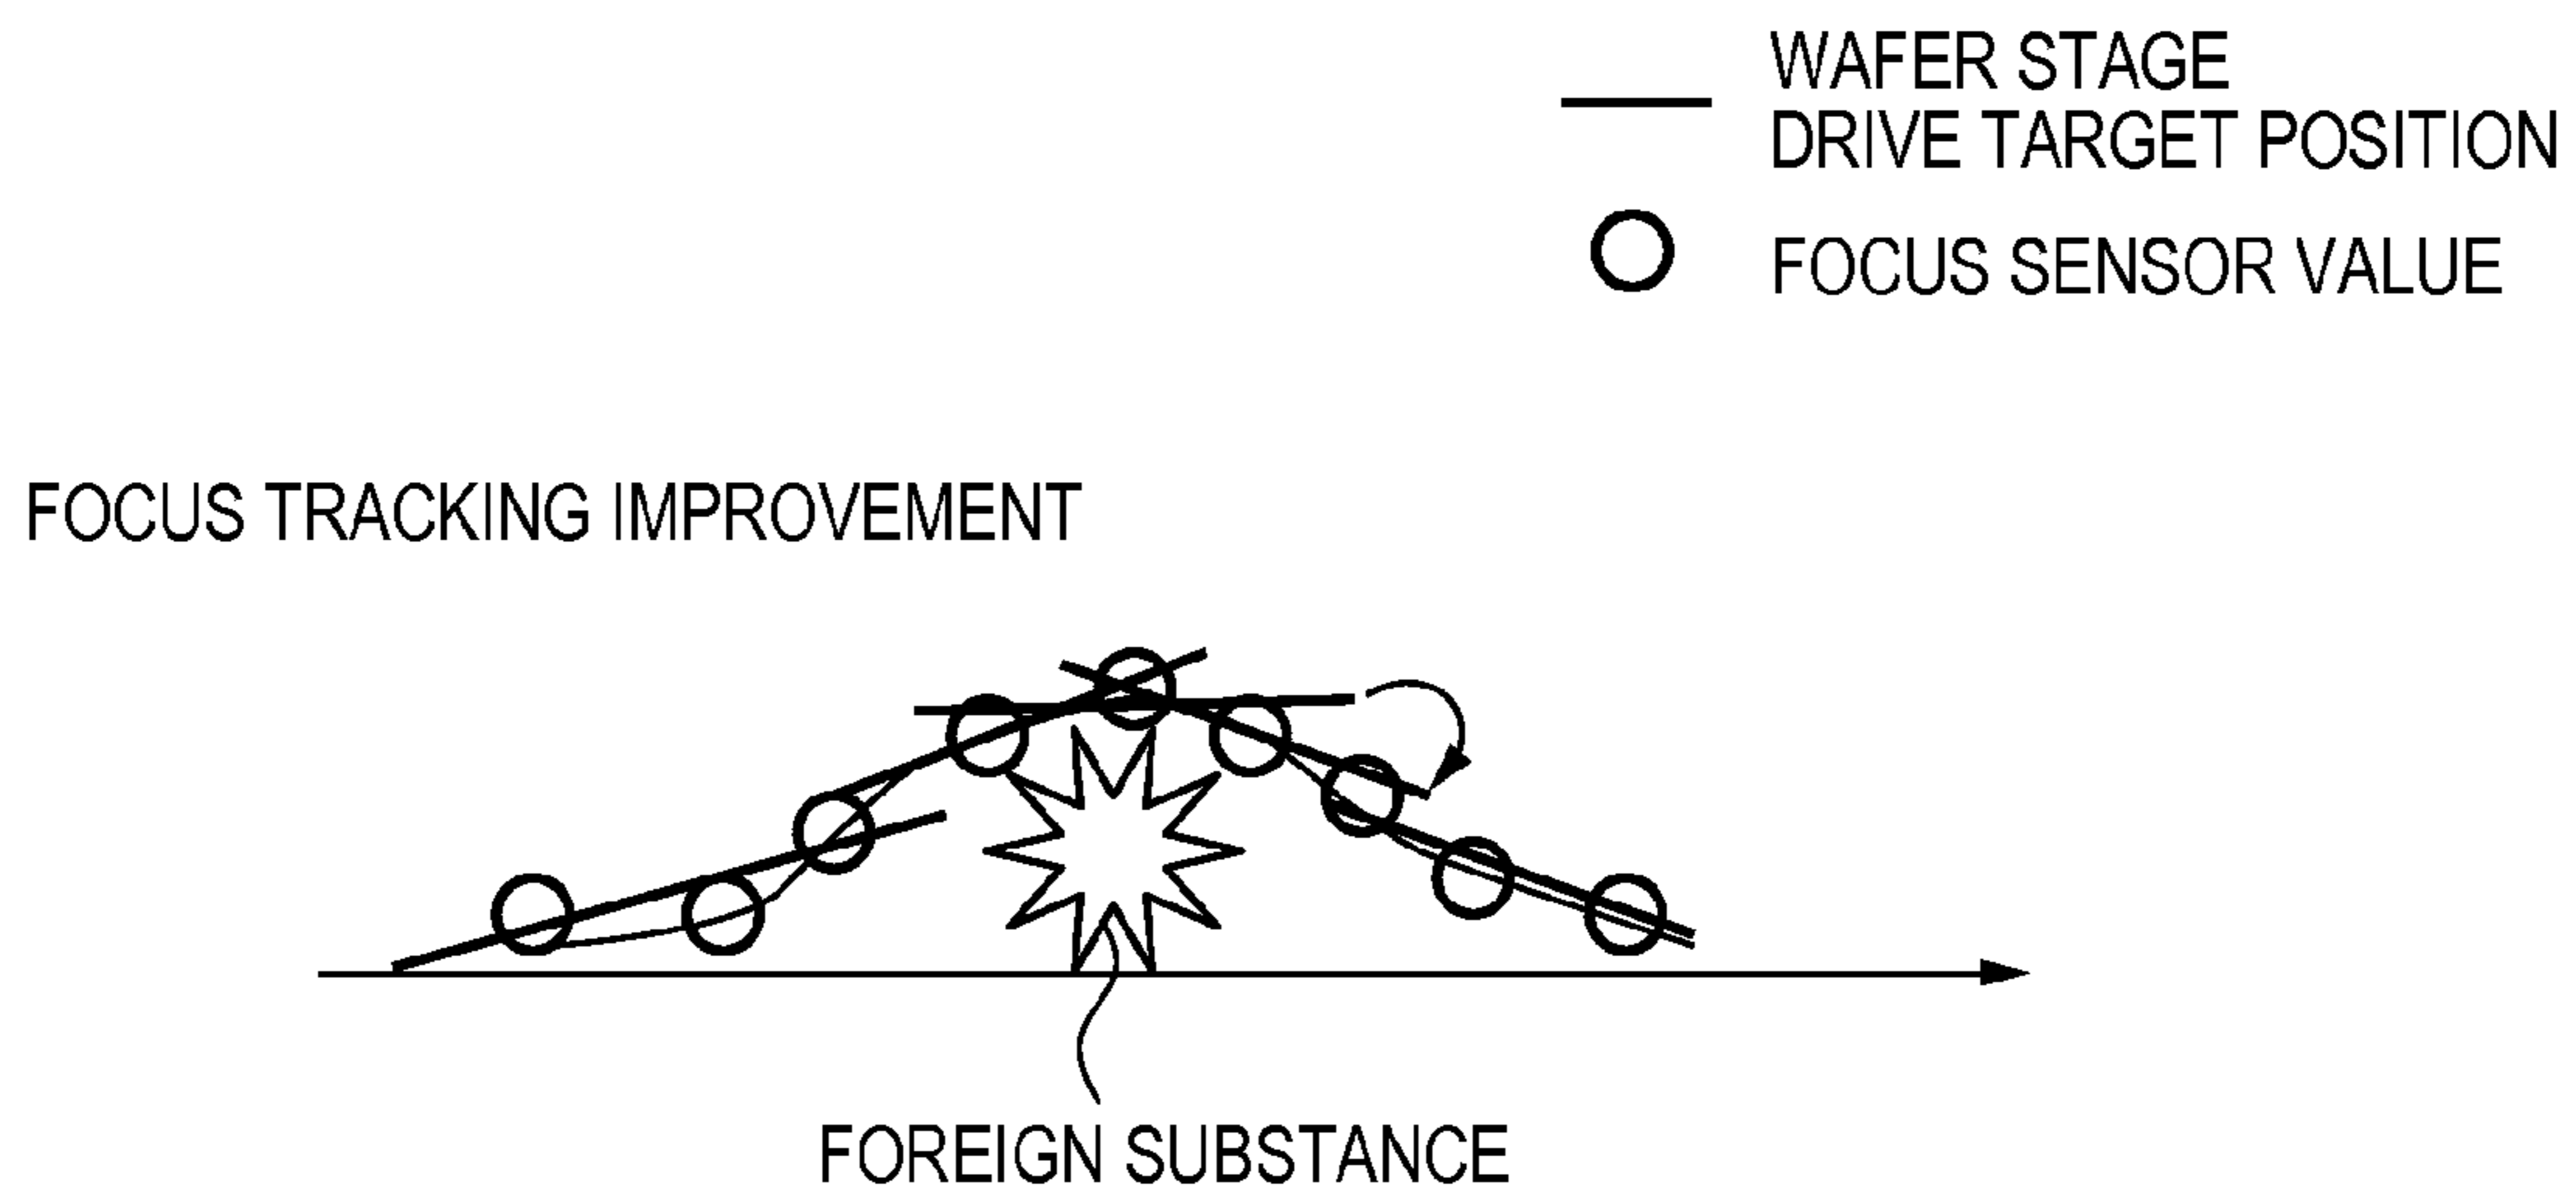 WAFER STAGE
DRIVE TARGET POSITION
FOCUS SENSOR VALUE
FOCUS TRACKING IMPROVEMENT
FOREIGN SUBSTANCE